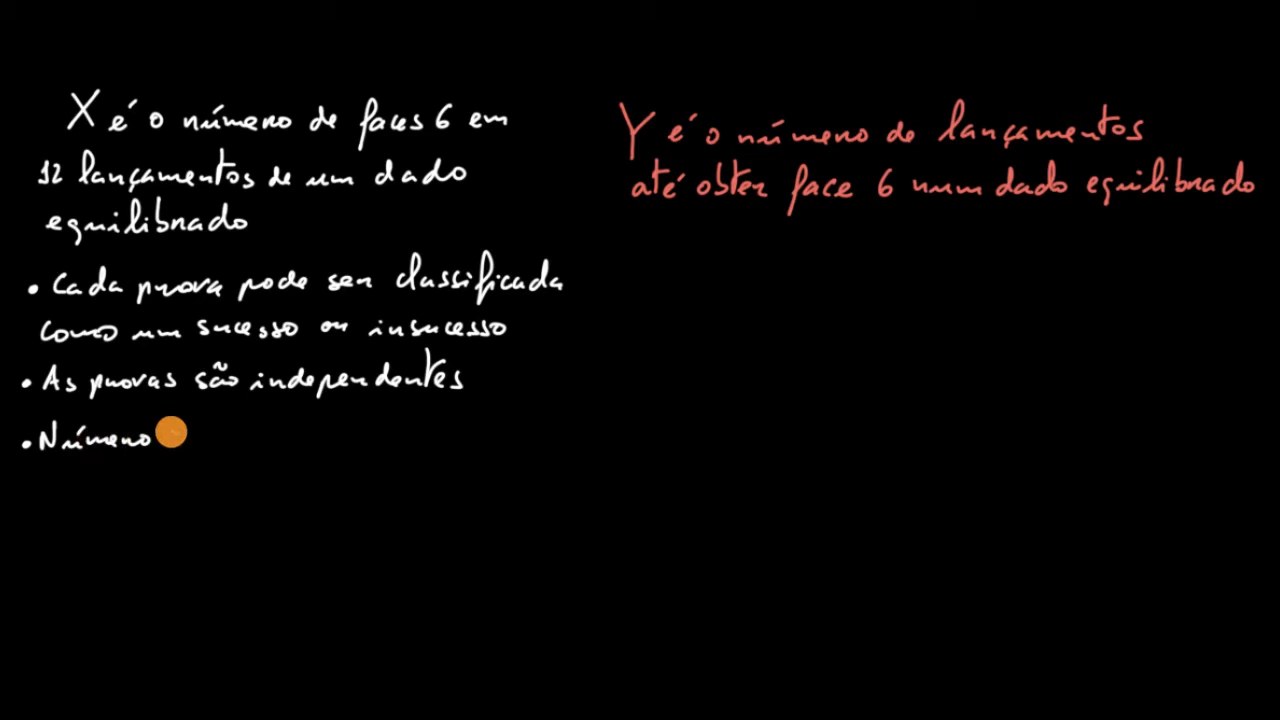 X é o número de faces 6 em
12 lançamentos de um dado
equilibrado
• Cada prova pode ser classificada
como um sucesso ou insucesso
• As provas são independentes
• Número
Y é o número de lançamentos
até obter face 6 num dado equilibrado